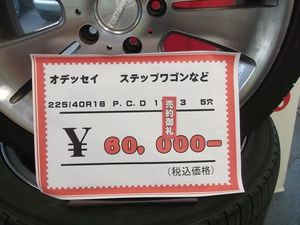 オデッセイ ステップワゴンなど
225/40R18 P.C.D 1 3 5穴
売約御礼
¥ 60,000-
(税込価格)